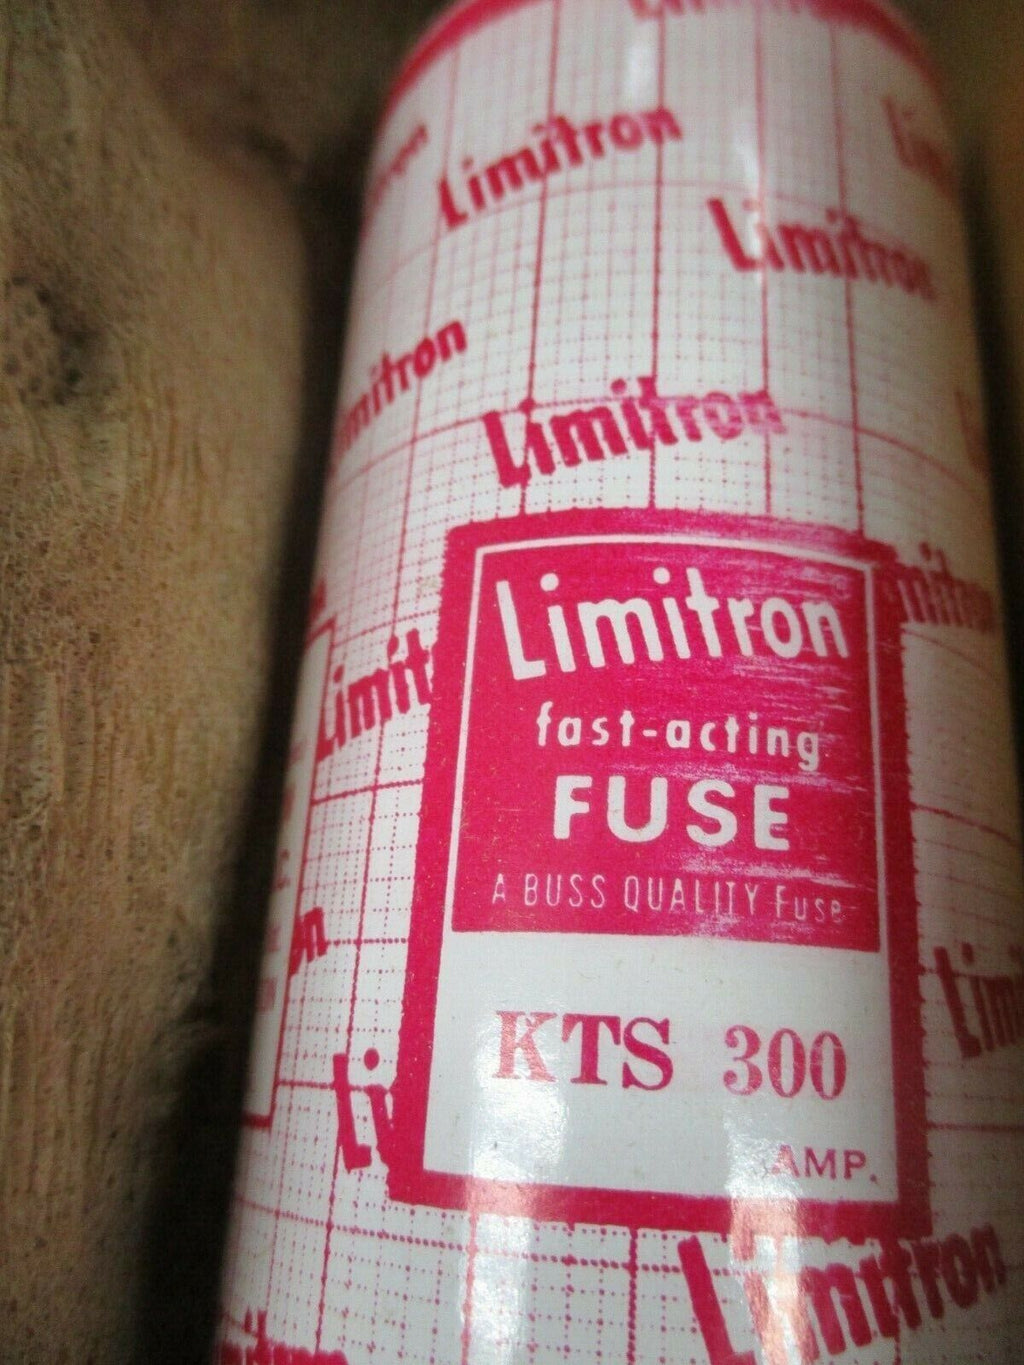 Limitron
Limitron
Limitron
Limitron
fast-acting
FUSE
A BUSS QUALITY Fuse
KTS 300
AMP.
Limitron